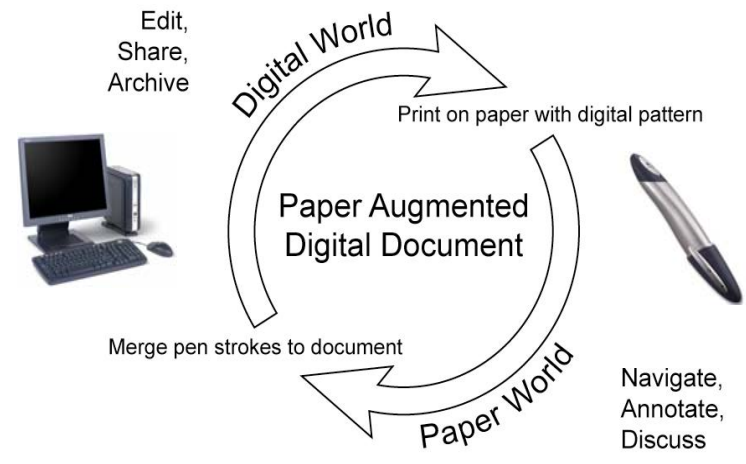 Edit,
Share,
Archive
Digital World
Print on paper with digital pattern
Paper Augmented
Digital Document
Merge pen strokes to document
Paper World
Navigate,
Annotate,
Discuss